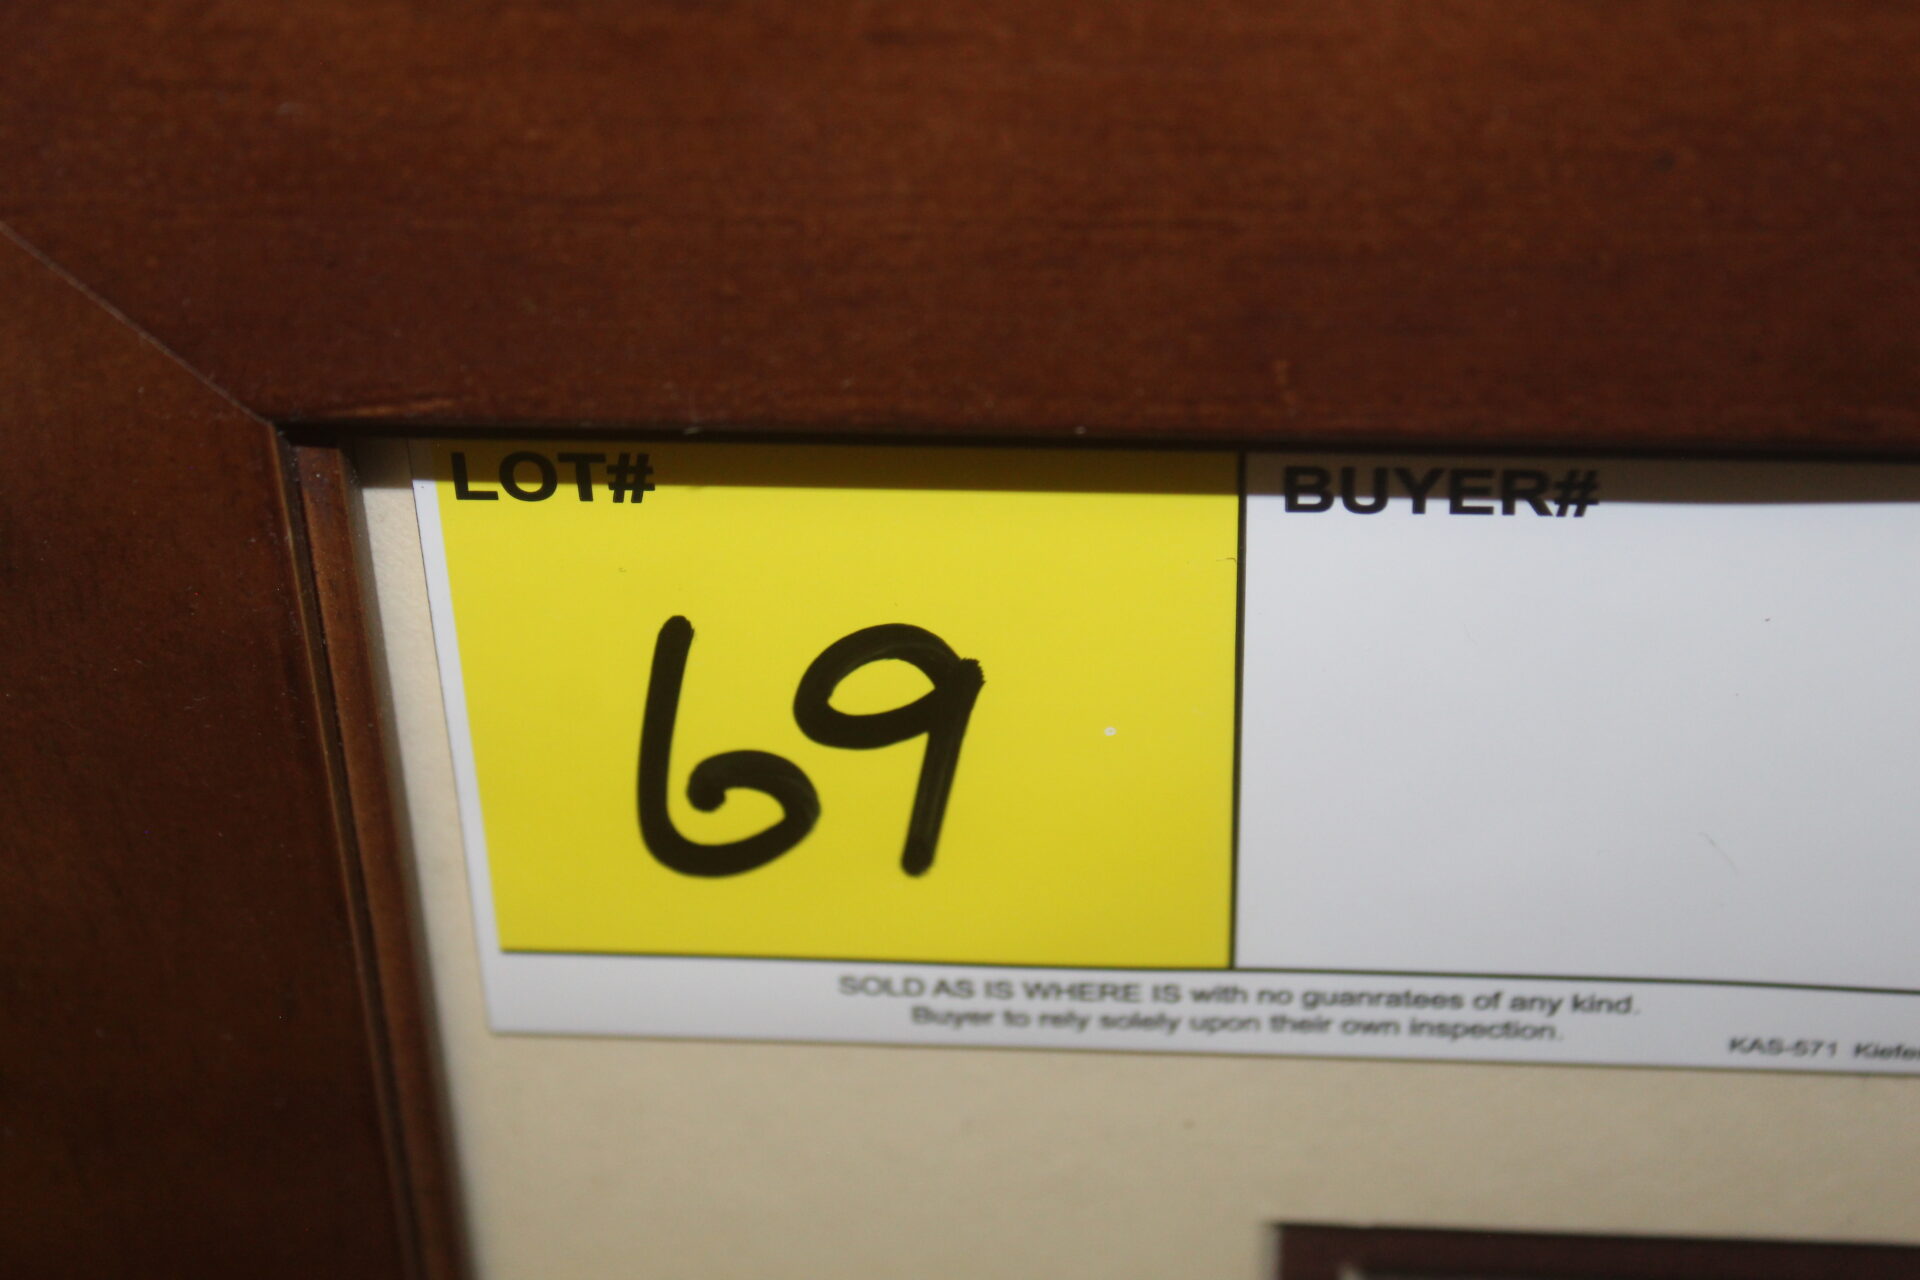 LOT# BUYER#
69
SOLD AS IS WHERE IS with no guanratees of any kind.
Buyer to rely solely upon their own inspection.
KAS-571 Kiefer